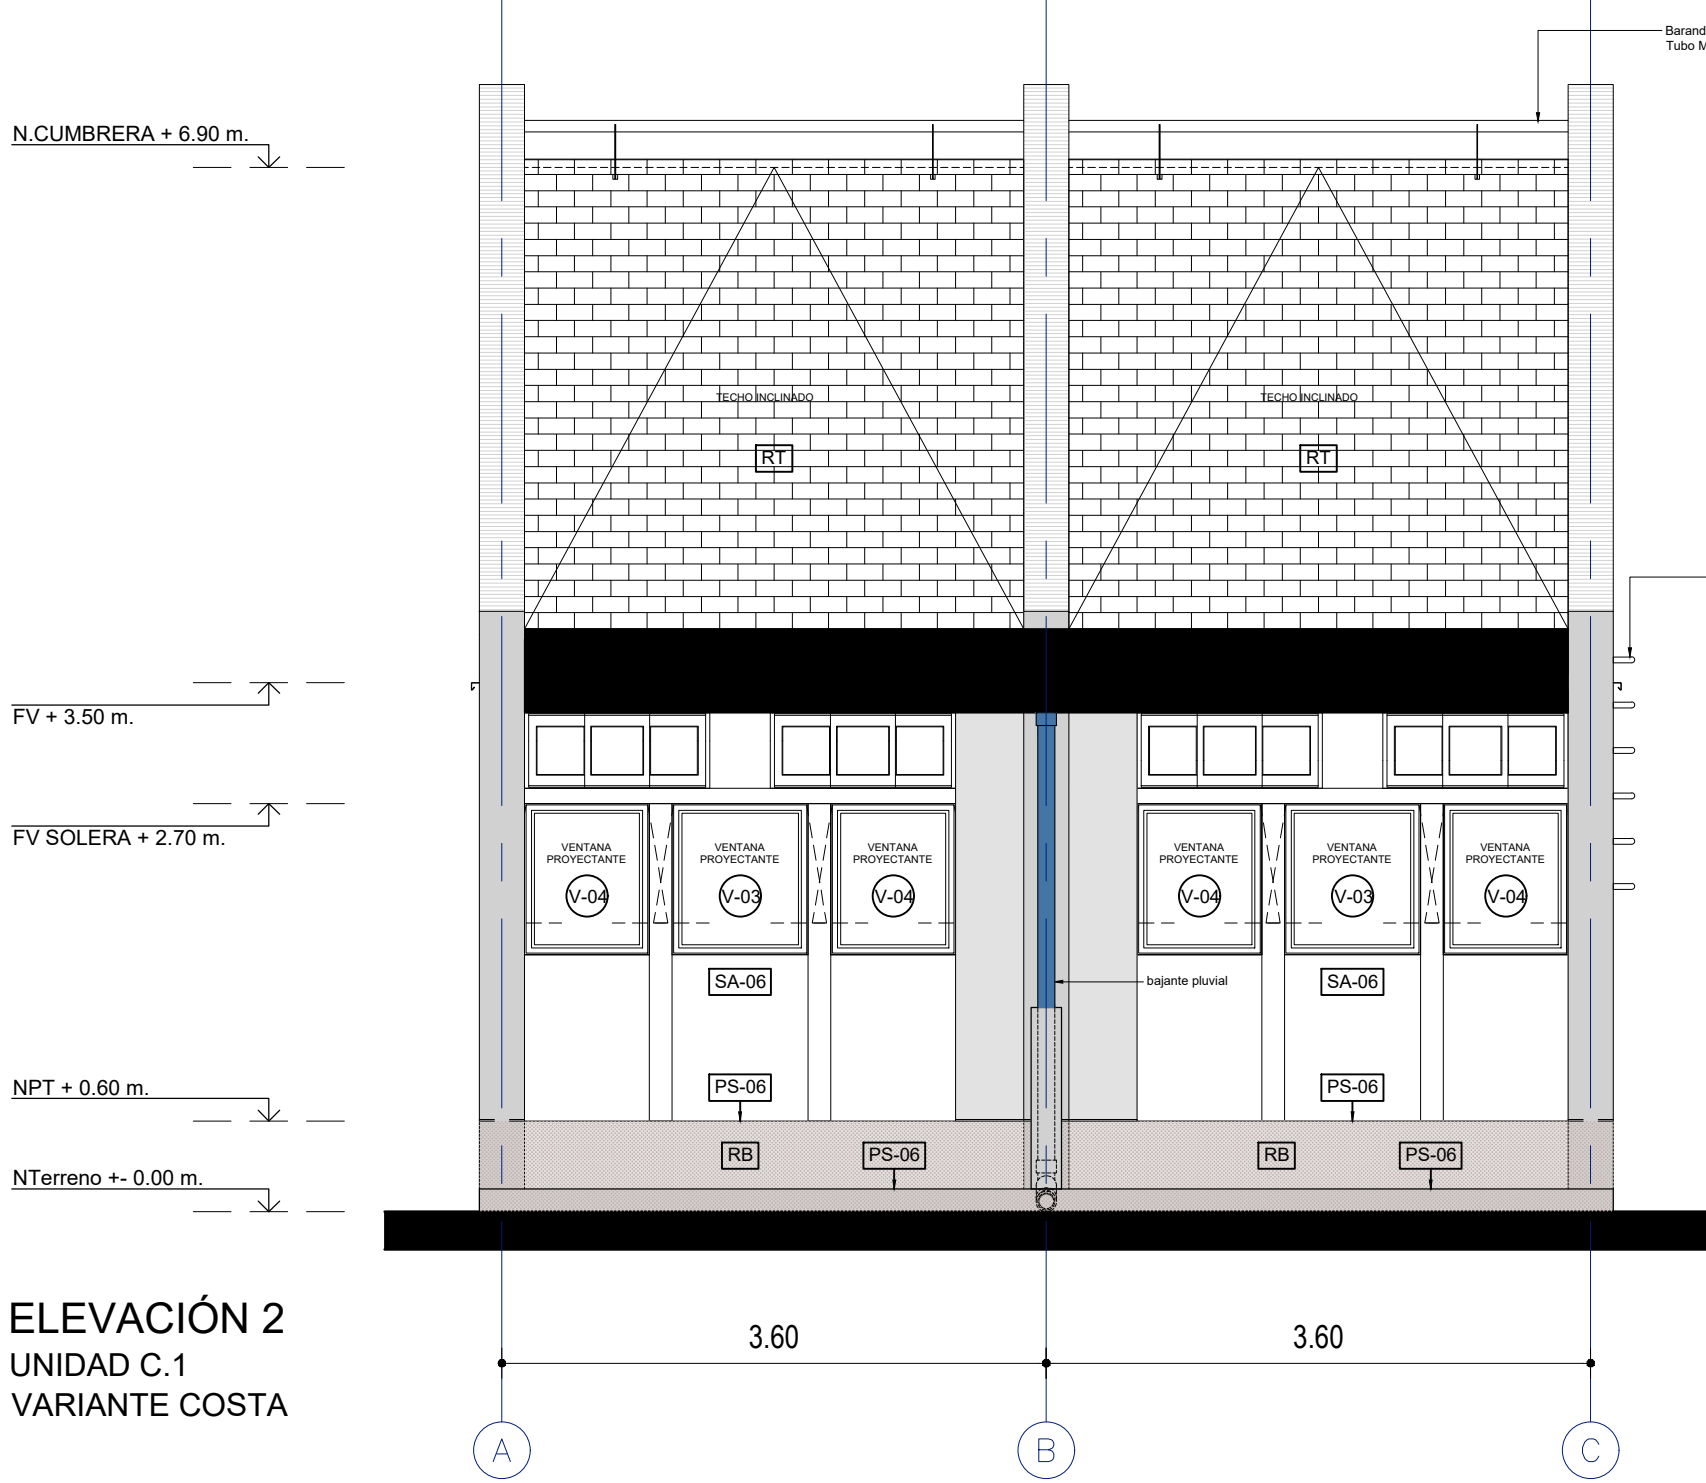 Barand
Tubo M
N.CUMBRERA + 6.90 m.
TECHO INCLINADO
TECHO INCLINADO
RT
RT
FV + 3.50 m.
FV SOLERA + 2.70 m.
VENTANA
PROYECTANTE
V-04
VENTANA
PROYECTANTE
V-03
VENTANA
PROYECTANTE
V-04
VENTANA
PROYECTANTE
V-04
VENTANA
PROYECTANTE
V-03
VENTANA
PROYECTANTE
V-04
SA-06
bajante pluvial
SA-06
NPT + 0.60 m.
PS-06
PS-06
RB
PS-06
RB
PS-06
NTerreno +- 0.00 m.
ELEVACIÓN 2
UNIDAD C.1
VARIANTE COSTA
3.60
3.60
A
B
C